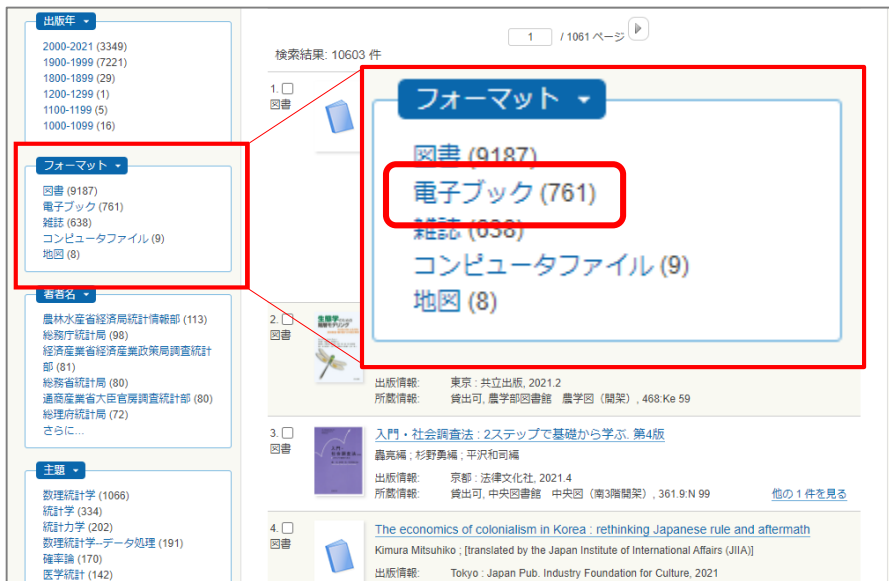 出版年
2000-2021 (3349)
1900-1999 (7221)
1800-1899 (29)
1200-1299 (1)
1100-1199 (5)
1000-1099 (16)
フォーマット
図書 (9187)
電子ブック (761)
雑誌 (638)
コンピュータファイル (9)
地図 (8)
著者名
農林水産省経済局統計情報部 (113)
総務庁統計局 (98)
経済産業省経済産業政策局調査統計
部 (81)
総務省統計局 (80)
通商産業省大臣官房調査統計部 (80)
総理府統計局 (72)
さらに...
主題
数理統計学 (1066)
統計学 (334)
統計力学 (202)
数理統計学--データ処理 (191)
確率論 (170)
医学統計 (142)
1 / 1061 ページ
検索結果: 10603 件
1.
図書
フォーマット
図書 (9187)
電子ブック (761)
雑誌 (638)
コンピュータファイル (9)
地図 (8)
2.
図書
出版情報: 東京 : 共立出版, 2021.2
所蔵情報: 貸出可, 農学部図書館 農学図（開架）, 468:Ke 59
3.
図書
入門・社会調査法 : 2ステップで基礎から学ぶ. 第4版
轟亮編 ; 杉野勇編 ; 平沢和司編
出版情報: 京都 : 法律文化社, 2021.4
所蔵情報: 貸出可, 中央図書館 中央図（南3階開架）, 361.9:N 99 他の 1 件を見る
4.
図書
The economics of colonialism in Korea : rethinking Japanese rule and aftermath
Kimura Mitsuhiko ; [translated by the Japan Institute of International Affairs (JIIA)]
出版情報: Tokyo : Japan Pub. Industry Foundation for Culture, 2021